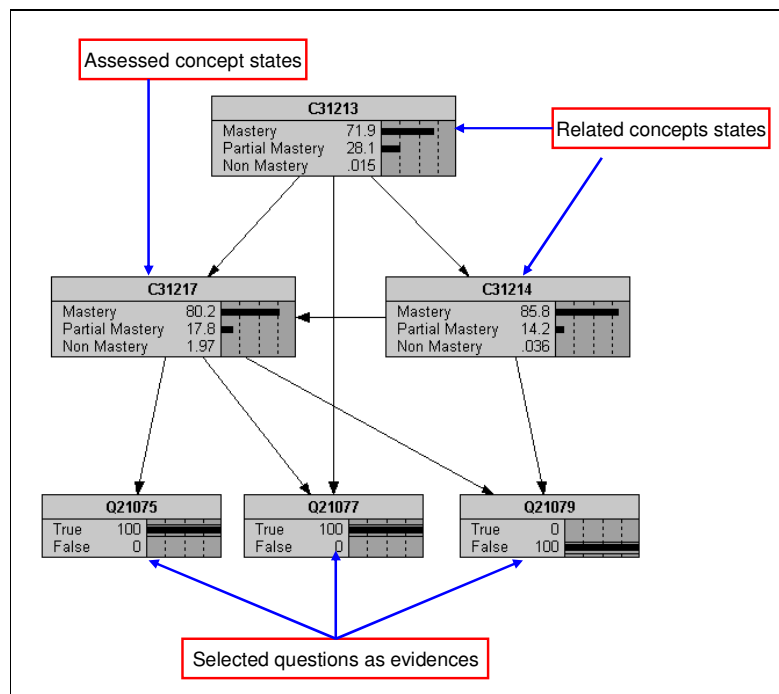 Assessed concept states
C31213
Mastery 71.9
Partial Mastery 28.1
Non Mastery .015
Related concepts states
C31217
Mastery 80.2
Partial Mastery 17.8
Non Mastery 1.97
C31214
Mastery 85.8
Partial Mastery 14.2
Non Mastery .036
Q21075
True 100
False 0
Q21077
True 100
False 0
Q21079
True 0
False 100
Selected questions as evidences